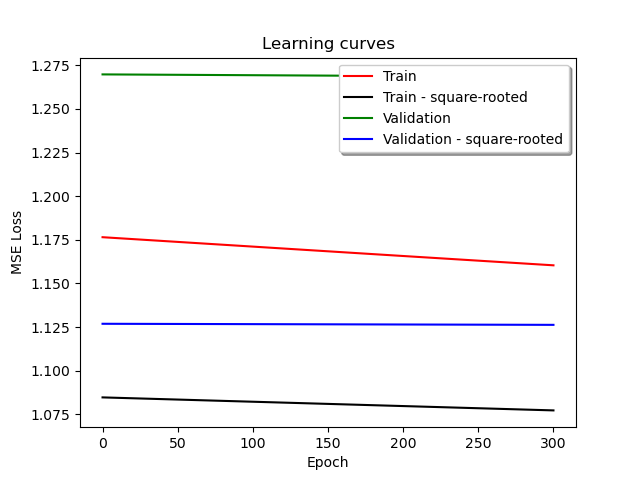 Learning curves
Train
Train - square-rooted
Validation
Validation - square-rooted
MSE Loss
1.275
1.250
1.225
1.200
1.175
1.150
1.125
1.100
1.075
0 50 100 150 200 250 300
Epoch